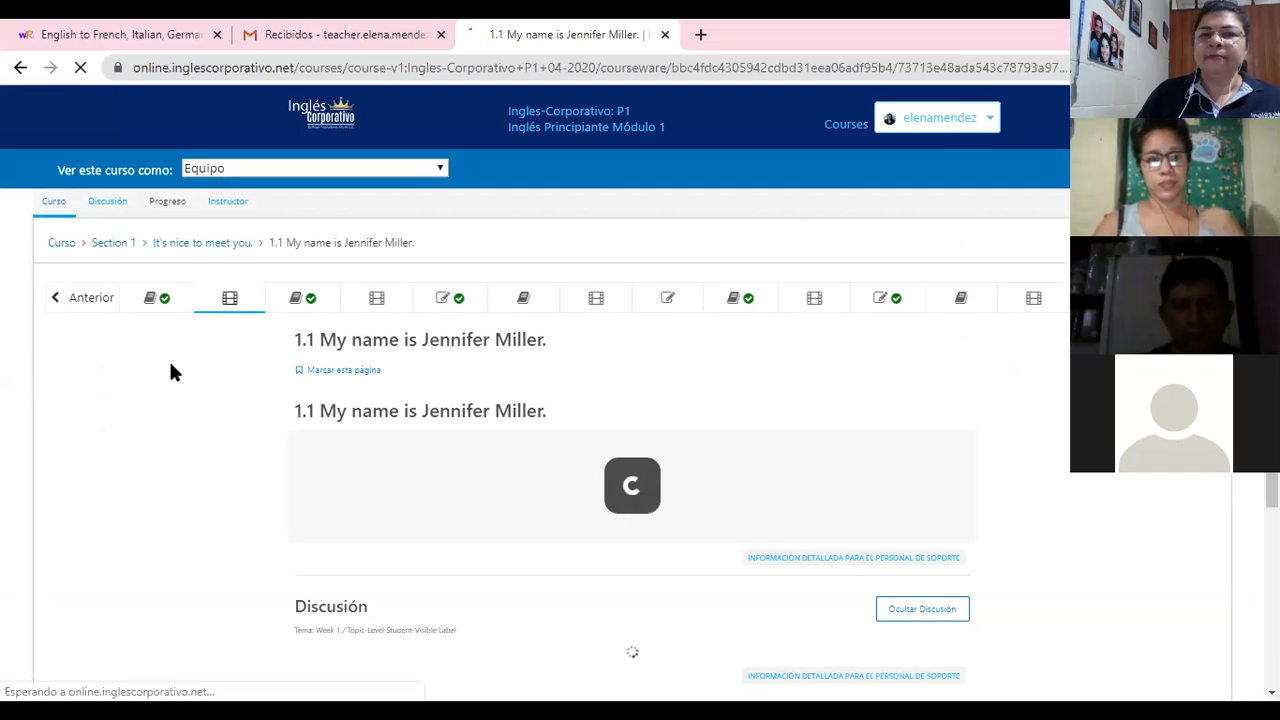 English to French, Italian, Germa
Recibidos - teacher.elena.mende
1.1 My name is Jennifer Miller. |
online.inglescorporativo.net/courses/course-v1:Ingles-Corporativo+P1+04-2020/courseware/bbc4fdc4305942cdbd31eea06adf95b4/73713e48ada543c78793a97...
Inglés
Corporativo
Ingles-Corporativo: P1
Inglés Principiante Módulo 1
Courses
elenamendez
Ver este curso como:
Equipo
Curso
Discusión
Progreso
Instructor
Curso > Section 1 > It's nice to meet you. > 1.1 My name is Jennifer Miller.
Anterior
1.1 My name is Jennifer Miller.
Marcar esta página
1.1 My name is Jennifer Miller.
INFORMACIÓN DETALLADA PARA EL PERSONAL DE SOPORTE
Discusión
Ocultar Discusión
Tema: Week 1 / Topic-Level Student-Visible Label
INFORMACIÓN DETALLADA PARA EL PERSONAL DE SOPORTE
Esperando a online.inglescorporativo.net...